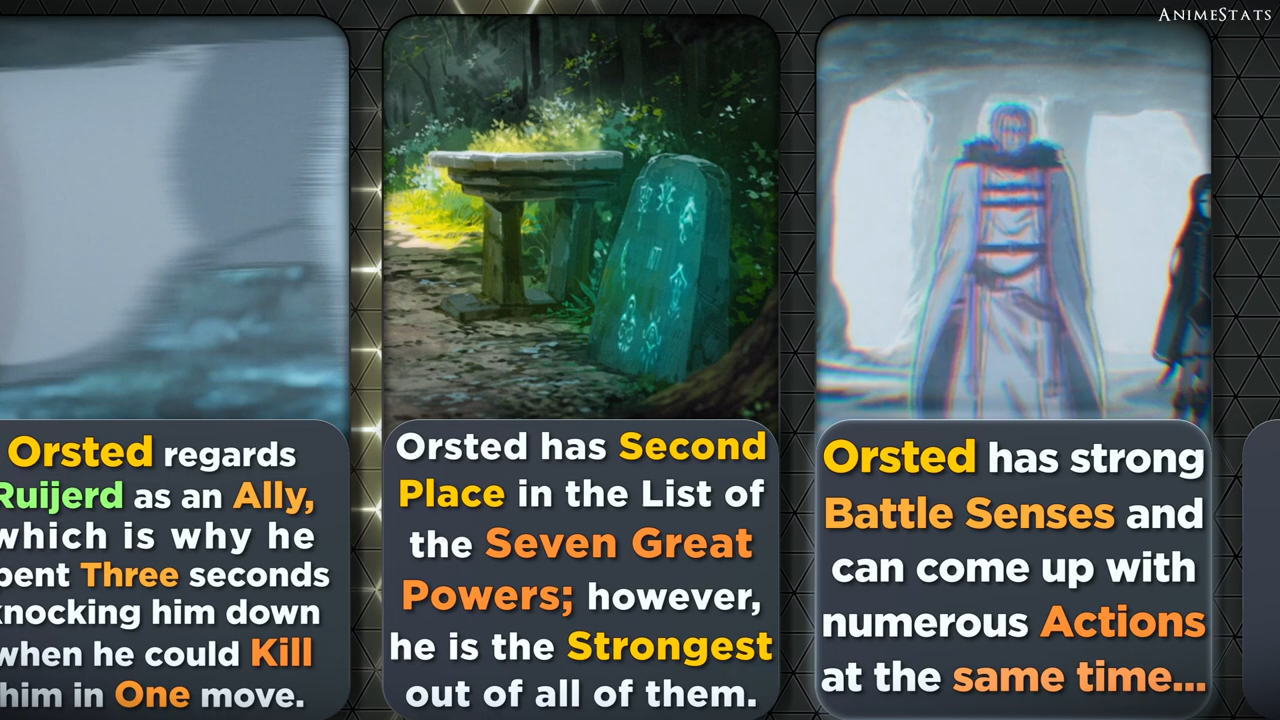 AnimeStats
Orsted regards
Ruijerd as an Ally,
which is why he
spent Three seconds
knocking him down
when he could Kill
him in One move.
Orsted has Second
Place in the List of
the Seven Great
Powers; however,
he is the Strongest
out of all of them.
Orsted has strong
Battle Senses and
can come up with
numerous Actions
at the same time...